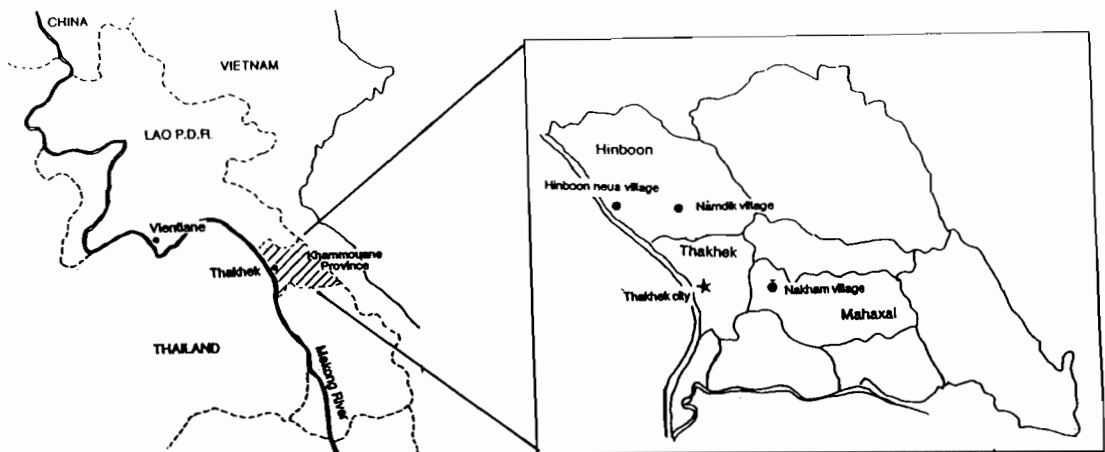 CHINA
VIETNAM
LAO P.D.R.
Vientiane
Thakhek
Khammouane
Province
THAILAND
Mekong River
Hinboon
Hinboon neua village
Namdik village
Thakhek
Thakhek city
Nakham village
Mahaxai